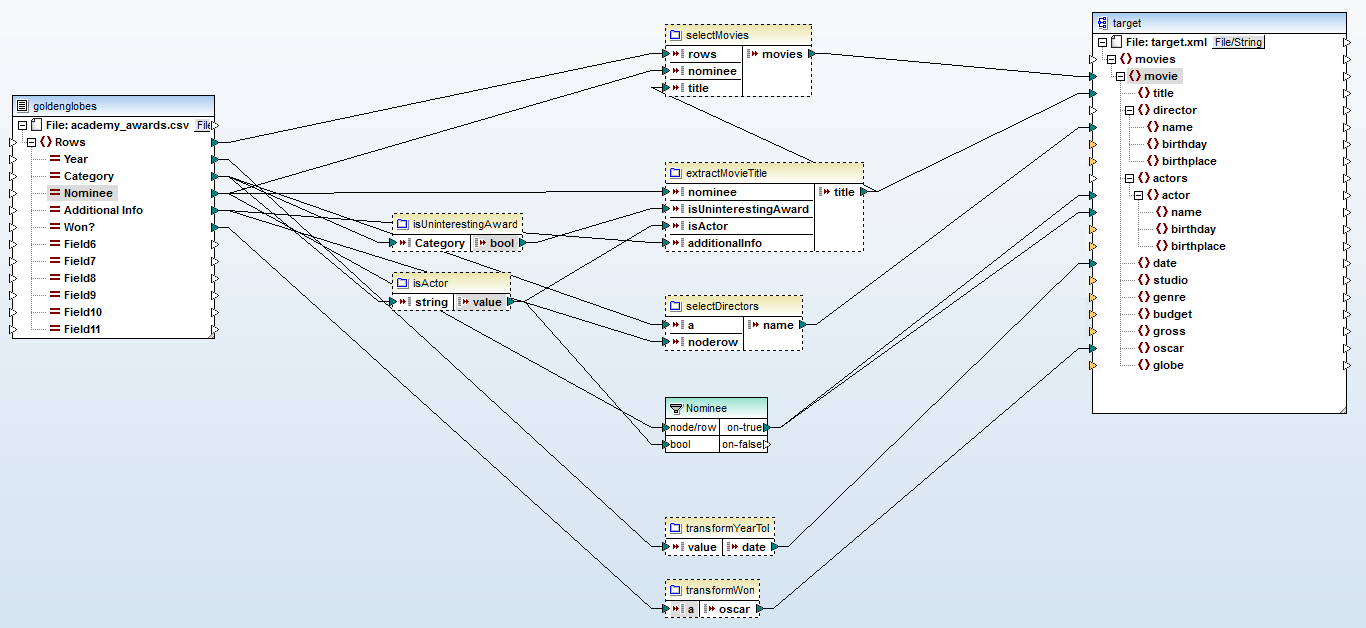 goldenglobes
File: academy_awards.csv File
Rows
Year
Category
Nominee
Additional Info
Won?
Field6
Field7
Field8
Field9
Field10
Field11
isUninterestingAward
Category bool
isActor
string value
selectMovies
rows movies
nominee
title
extractMovieTitle
nominee title
isUninterestingAward
isActor
additionalInfo
selectDirectors
a name
noderow
Nominee
node/row on-true
bool on-false
transformYearToI
value date
transformWon
a oscar
target
File: target.xml File/String
movies
movie
title
director
name
birthday
birthplace
actors
actor
name
birthday
birthplace
date
studio
genre
budget
gross
oscar
globe